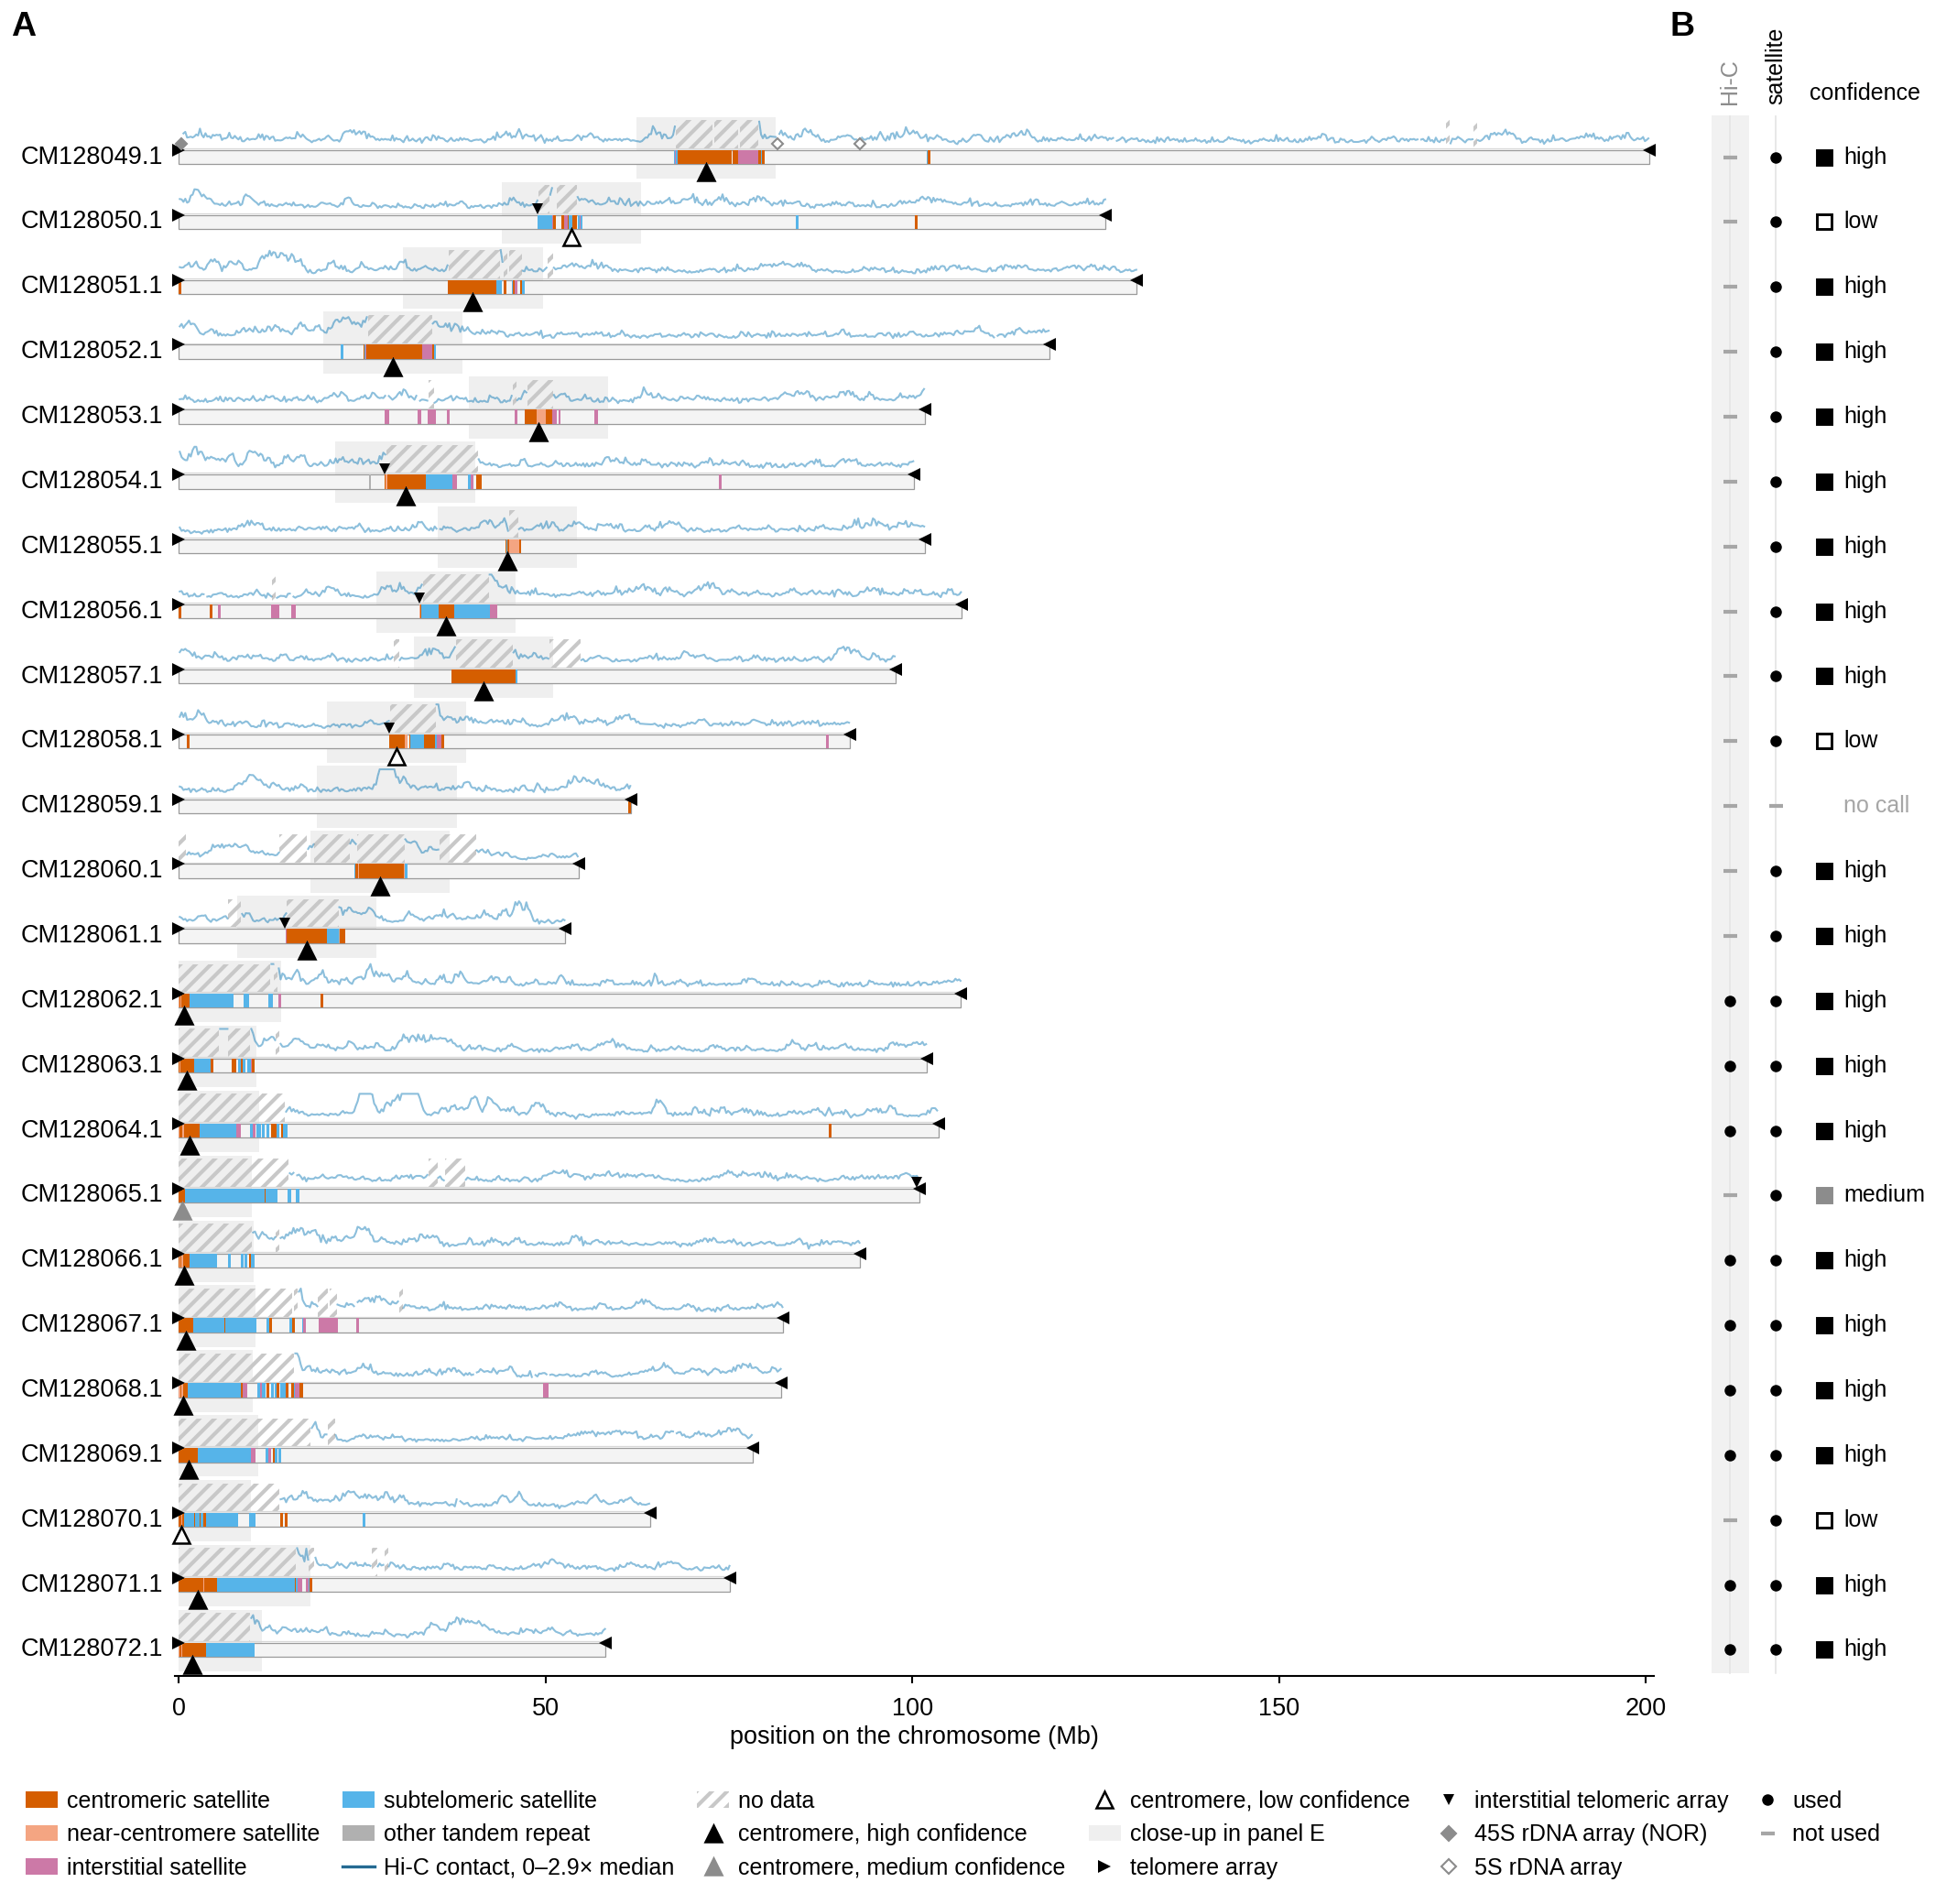 A
B
Hi-C
satellite
confidence
CM128049.1 high
CM128050.1 low
CM128051.1 high
CM128052.1 high
CM128053.1 high
CM128054.1 high
CM128055.1 high
CM128056.1 high
CM128057.1 high
CM128058.1 low
CM128059.1 no call
CM128060.1 high
CM128061.1 high
CM128062.1 high
CM128063.1 high
CM128064.1 high
CM128065.1 medium
CM128066.1 high
CM128067.1 high
CM128068.1 high
CM128069.1 high
CM128070.1 low
CM128071.1 high
CM128072.1 high
0 50 100 150 200
position on the chromosome (Mb)
centromeric satellite
near-centromere satellite
interstitial satellite
subtelomeric satellite
other tandem repeat
Hi-C contact, 0–2.9× median
no data
centromere, high confidence
centromere, medium confidence
centromere, low confidence
close-up in panel E
telomere array
interstitial telomeric array
45S rDNA array (NOR)
5S rDNA array
used
not used